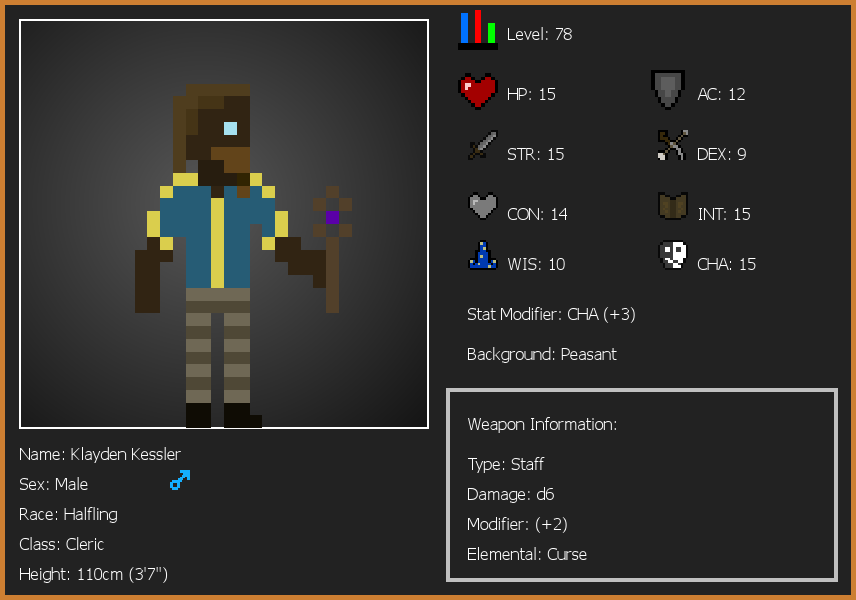 Level: 78
HP: 15
AC: 12
STR: 15
DEX: 9
CON: 14
INT: 15
WIS: 10
CHA: 15
Stat Modifier: CHA (+3)
Background: Peasant
Weapon Information:
Type: Staff
Damage: d6
Modifier: (+2)
Elemental: Curse
Name: Klayden Kessler
Sex: Male
Race: Halfling
Class: Cleric
Height: 110cm (3'7")